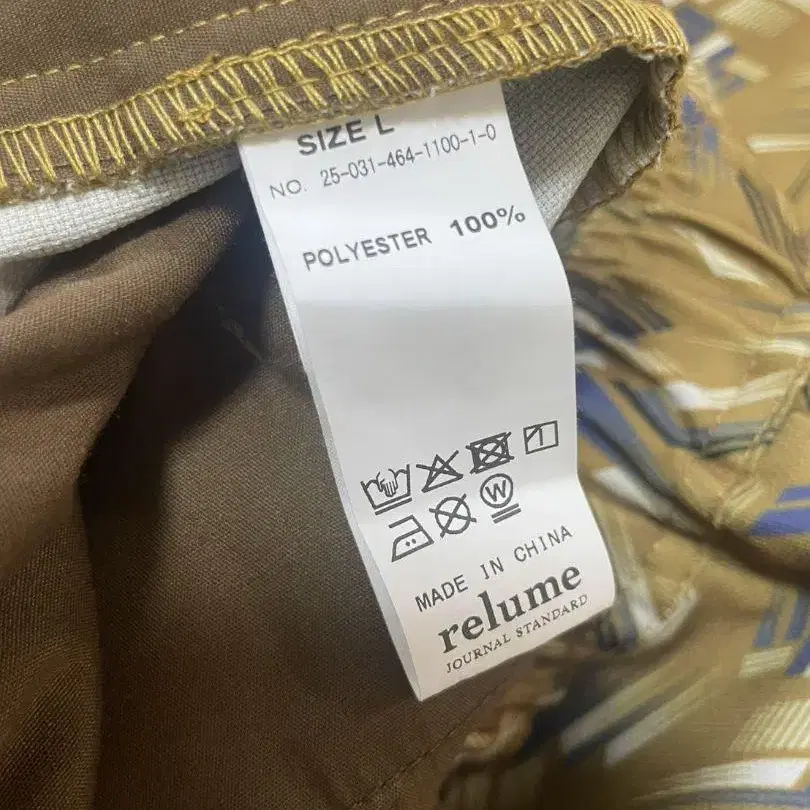 SIZE L
NO. 25-031-464-1100-1-0
POLYESTER 100%
W
MADE IN CHINA
relume
JOURNAL STANDARD